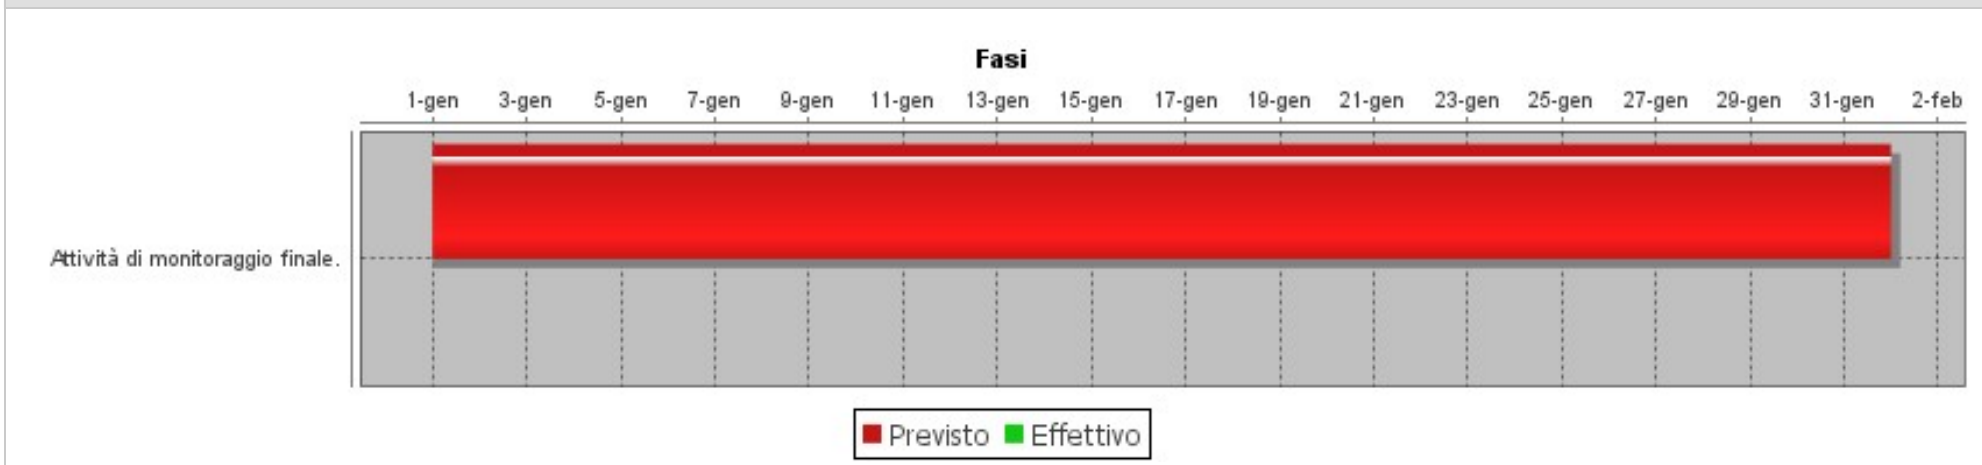 Fasi
1-gen 3-gen 5-gen 7-gen 9-gen 11-gen 13-gen 15-gen 17-gen 19-gen 21-gen 23-gen 25-gen 27-gen 29-gen 31-gen 2-feb
Attività di monitoraggio finale.
Previsto Effettivo